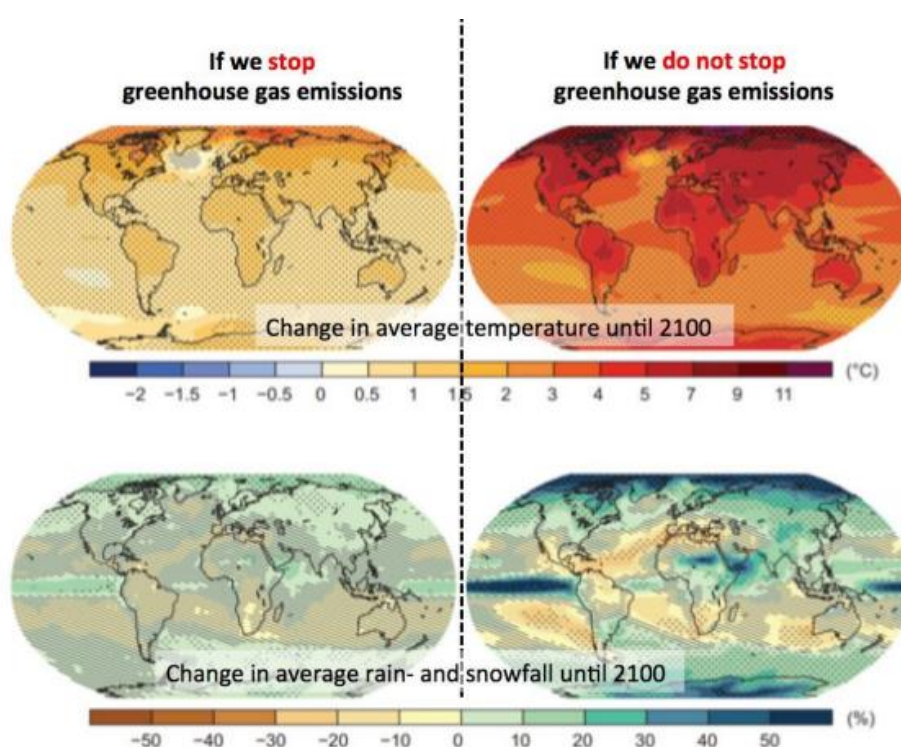 If we stop
greenhouse gas emissions
If we do not stop
greenhouse gas emissions
Change in average temperature until 2100
(°C)
−2 −1.5 −1 −0.5 0 0.5 1 1.5 2 3 4 5 7 9 11
Change in average rain- and snowfall until 2100
(%)
−50 −40 −30 −20 −10 0 10 20 30 40 50